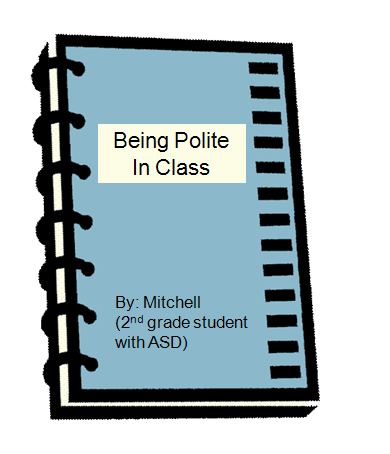 Being Polite
In Class
By: Mitchell
(2nd grade student
with ASD)